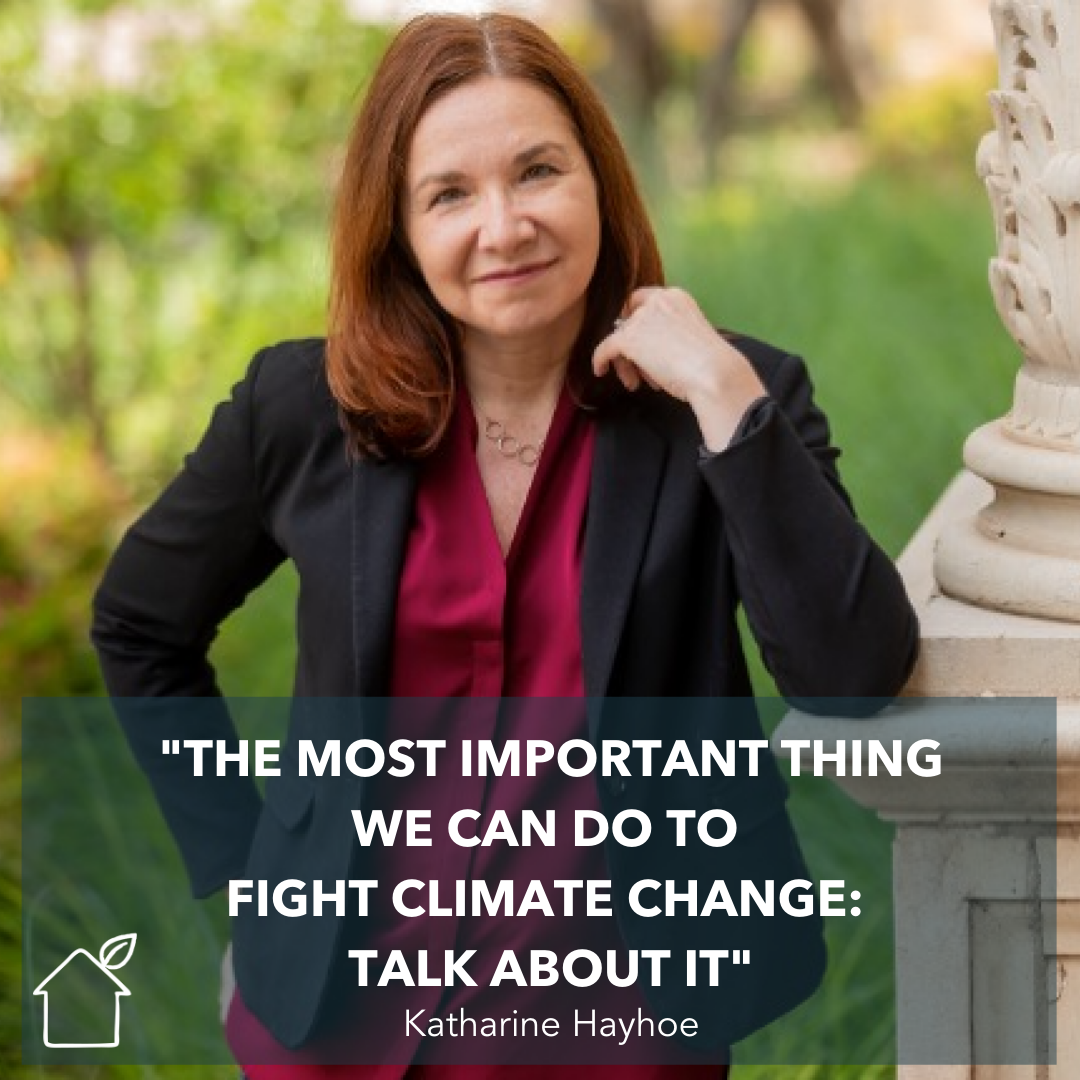 "THE MOST IMPORTANT THING
WE CAN DO TO
FIGHT CLIMATE CHANGE:
TALK ABOUT IT"
Katharine Hayhoe